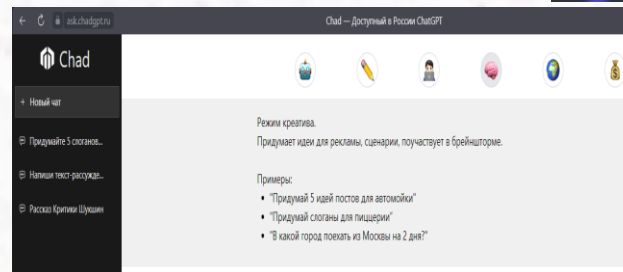 ask.chadgpt.ru
Chad — Доступный в России ChatGPT
Chad
+ Новый чат
Придумайте 5 слоганов...
Напиши текст-рассужде...
Рассказ Критики Шукшин
Режим креатива.
Придумает идеи для рекламы, сценарии, поучаствует в брейншторме.
Примеры:
• "Придумай 5 идей постов для автомойки"
• "Придумай слоганы для пиццерии"
• "В какой город поехать из Москвы на 2 дня?"